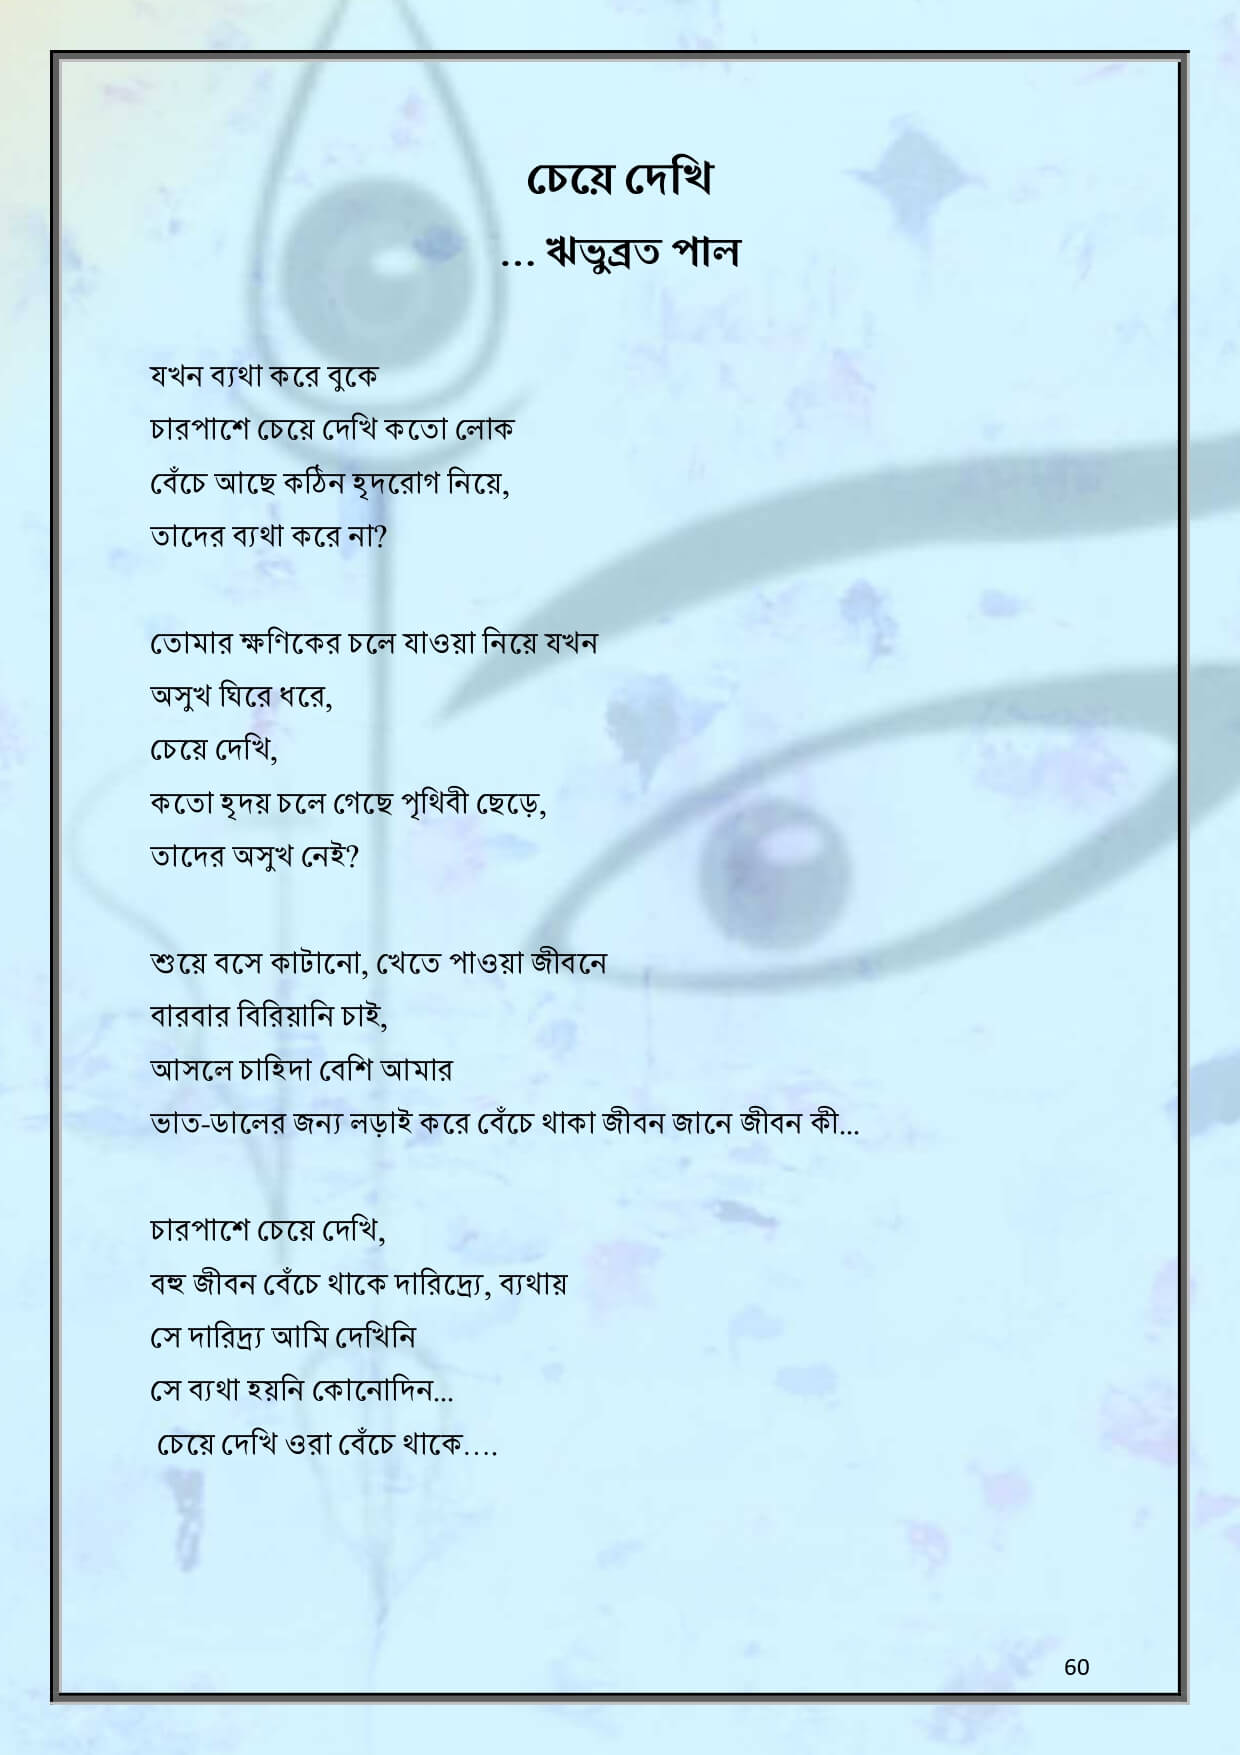 চেয়ে দেখি
... ঋভুব্রত পাল
যখন ব্যথা করে বুকে
চারপাশে চেয়ে দেখি কতো লোক
বেঁচে আছে কঠিন হৃদরোগ নিয়ে,
তাদের ব্যথা করে না?
তোমার ক্ষণিকের চলে যাওয়া নিয়ে যখন
অসুখ ঘিরে ধরে,
চেয়ে দেখি,
কতো হৃদয় চলে গেছে পৃথিবী ছেড়ে,
তাদের অসুখ নেই?
শুয়ে বসে কাটানো, খেতে পাওয়া জীবনে
বারবার বিরিয়ানি চাই,
আসলে চাহিদা বেশি আমার
ভাত-ডালের জন্য লড়াই করে বেঁচে থাকা জীবন জানে জীবন কী...
চারপাশে চেয়ে দেখি,
বহু জীবন বেঁচে থাকে দারিদ্র্যে, ব্যথায়
সে দারিদ্র্য আমি দেখিনি
সে ব্যথা হয়নি কোনোদিন...
চেয়ে দেখি ওরা বেঁচে থাকে....
60